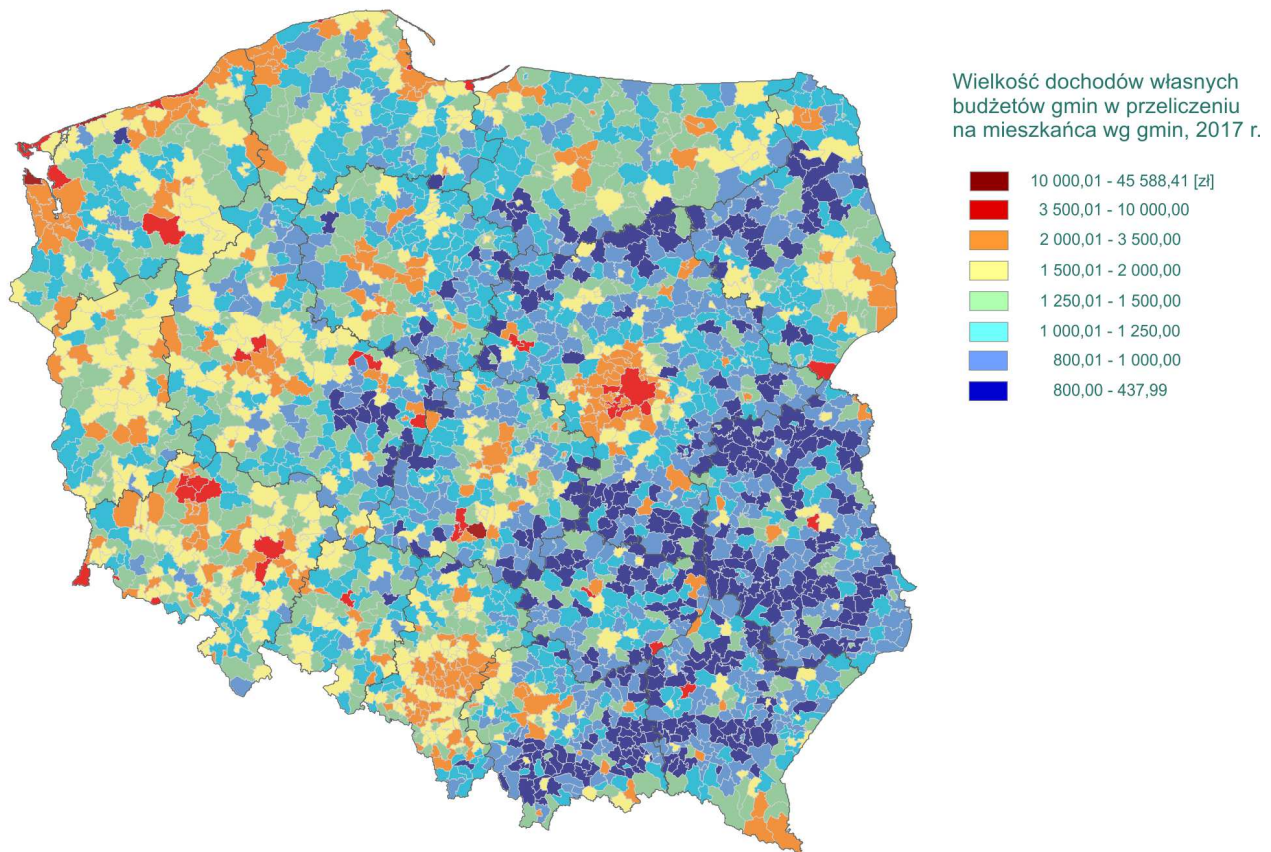 Wielkość dochodów własnych
budżetów gmin w przeliczeniu
na mieszkańca wg gmin, 2017 r.
10 000,01 - 45 588,41 [zł]
3 500,01 - 10 000,00
2 000,01 - 3 500,00
1 500,01 - 2 000,00
1 250,01 - 1 500,00
1 000,01 - 1 250,00
800,01 - 1 000,00
800,00 - 437,99